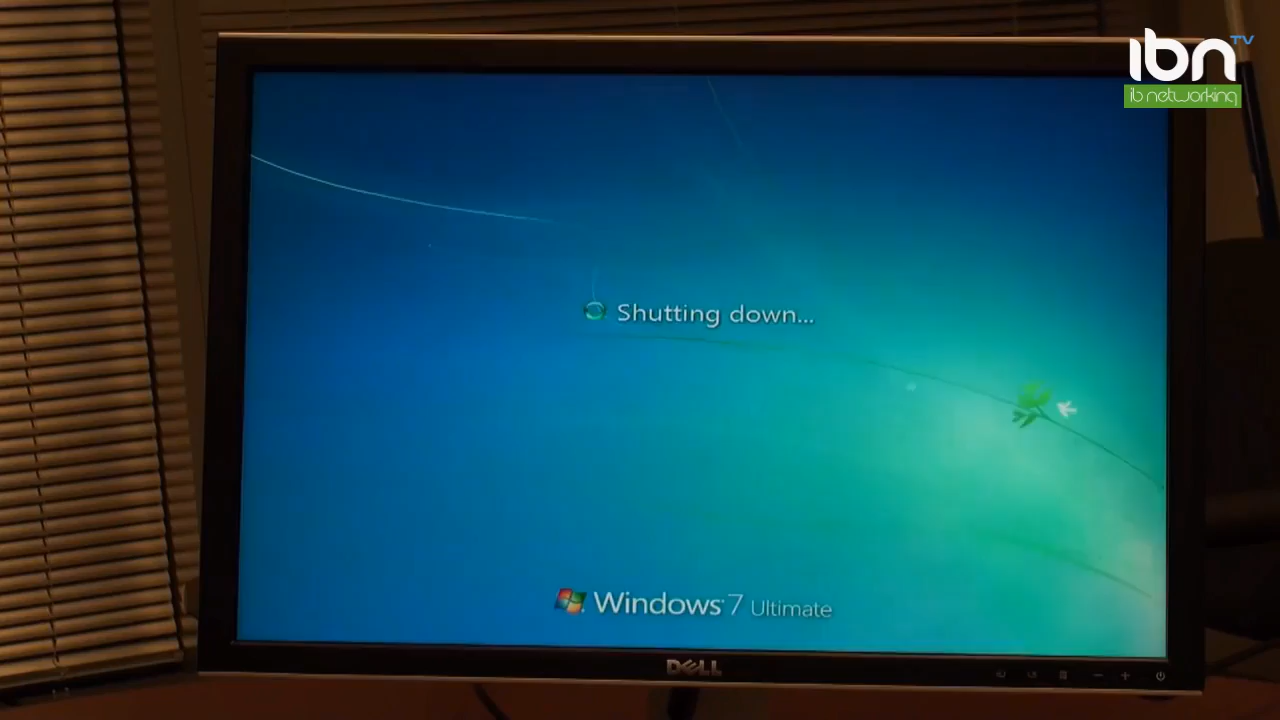 ibn TV
ib networking
Shutting down...
Windows 7 Ultimate
DELL